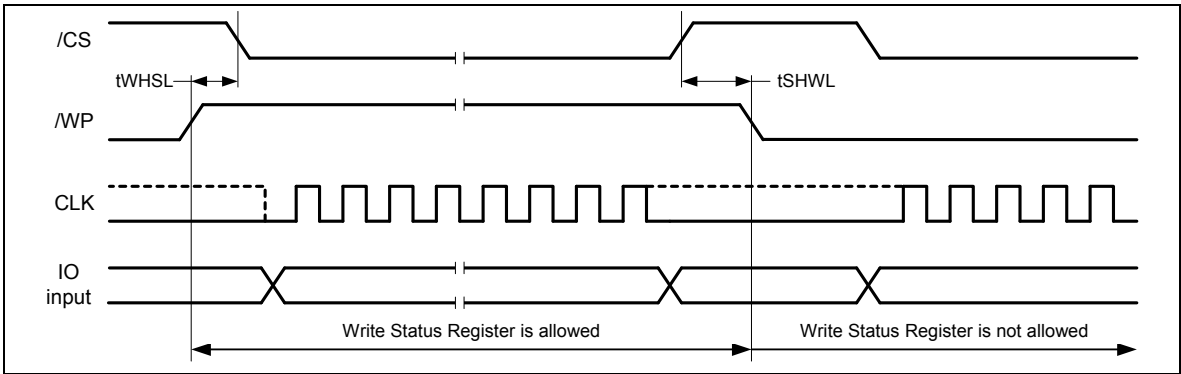 /CS
tWHSL
tSHWL
/WP
CLK
IO
input
Write Status Register is allowed
Write Status Register is not allowed